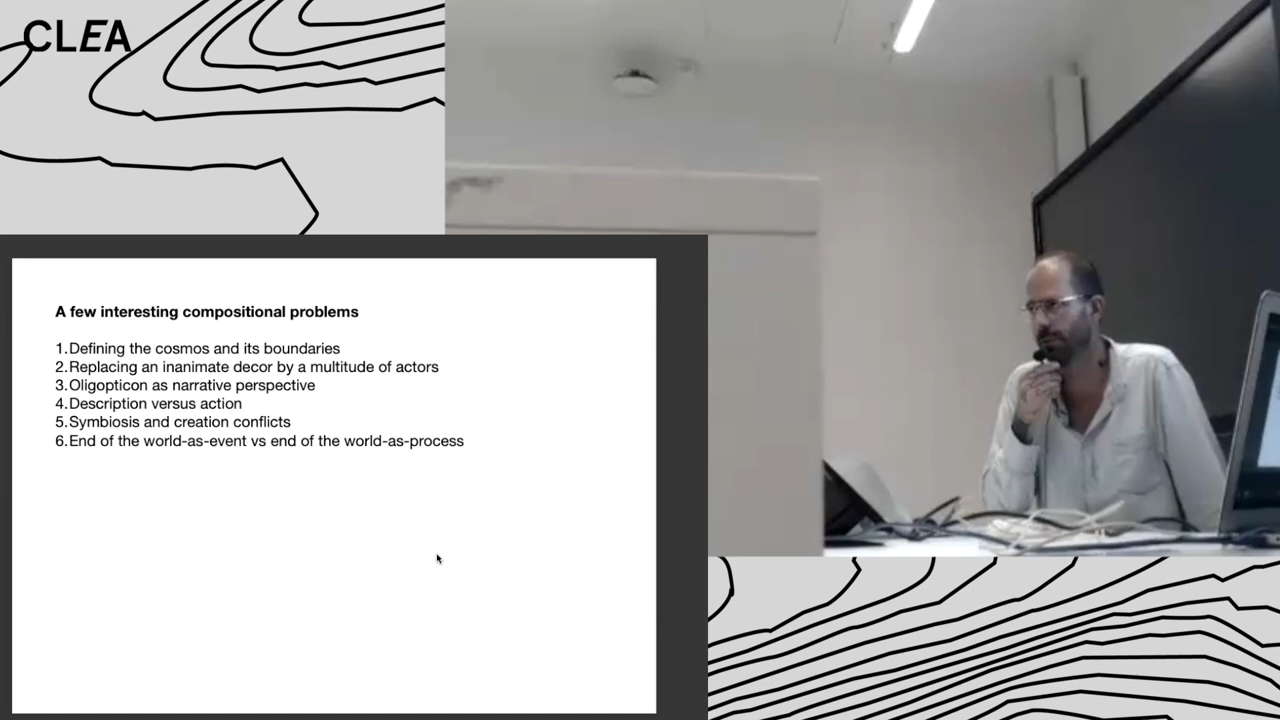 CLEA
A few interesting compositional problems
1.Defining the cosmos and its boundaries
2.Replacing an inanimate decor by a multitude of actors
3.Oligopticon as narrative perspective
4.Description versus action
5.Symbiosis and creation conflicts
6.End of the world-as-event vs end of the world-as-process